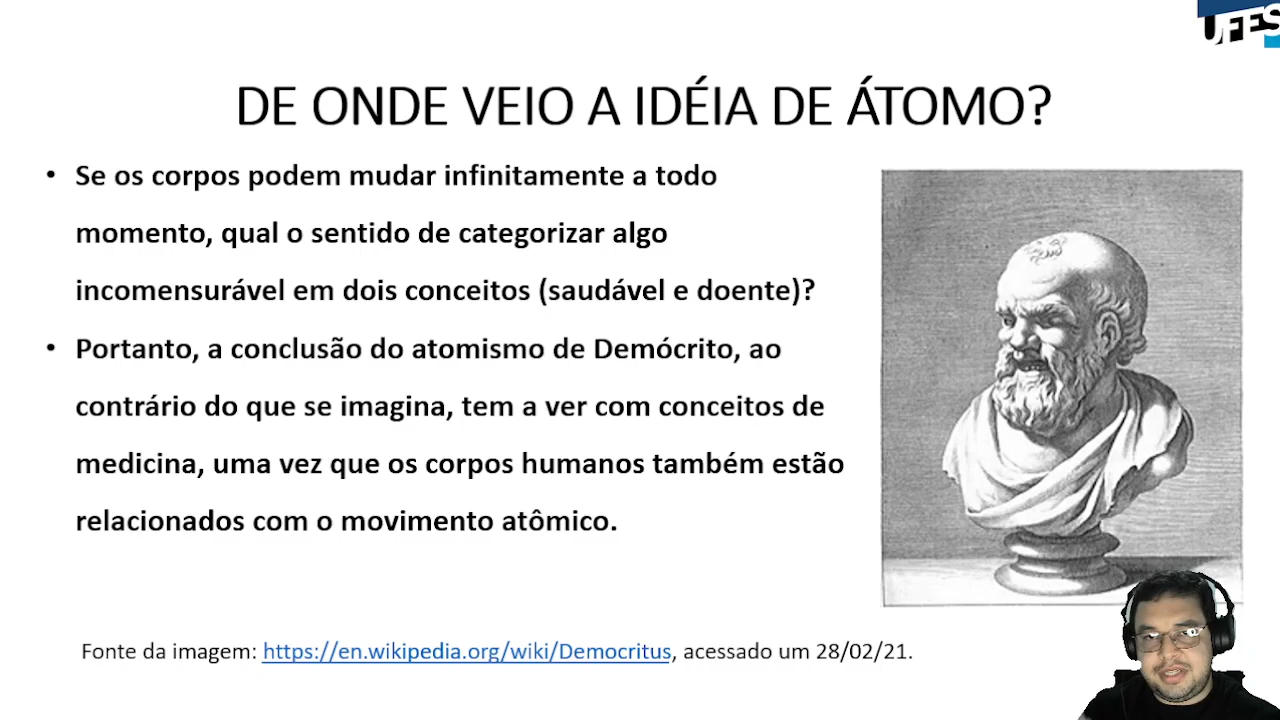 UFES
DE ONDE VEIO A IDÉIA DE ÁTOMO?
• Se os corpos podem mudar infinitamente a todo
momento, qual o sentido de categorizar algo
incomensurável em dois conceitos (saudável e doente)?
• Portanto, a conclusão do atomismo de Demócrito, ao
contrário do que se imagina, tem a ver com conceitos de
medicina, uma vez que os corpos humanos também estão
relacionados com o movimento atômico.
Fonte da imagem: https://en.wikipedia.org/wiki/Democritus, acessado um 28/02/21.